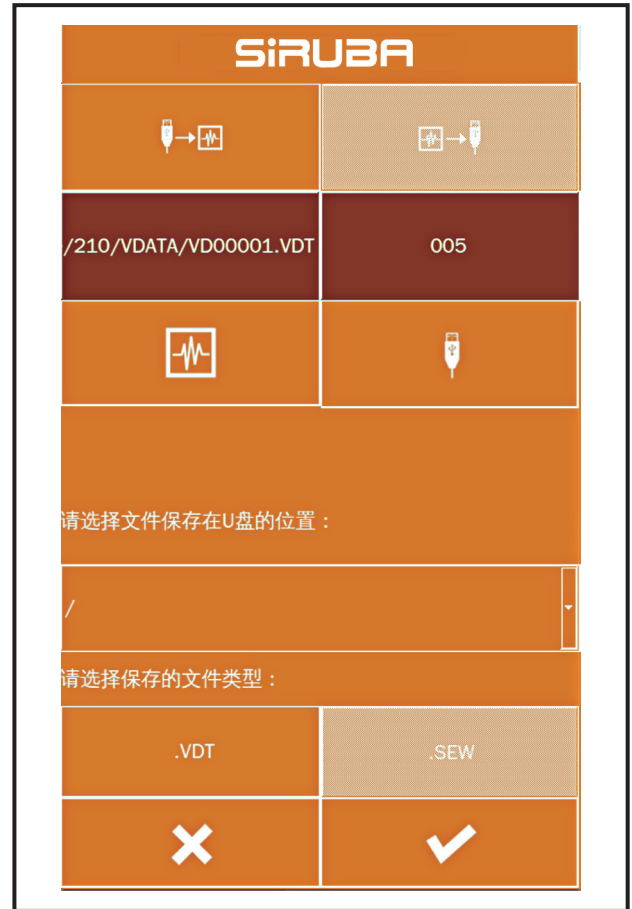 SiRUBA
/210/VDATA/VD00001.VDT
005
请选择文件保存在U盘的位置：
/
请选择保存的文件类型：
.VDT
.SEW